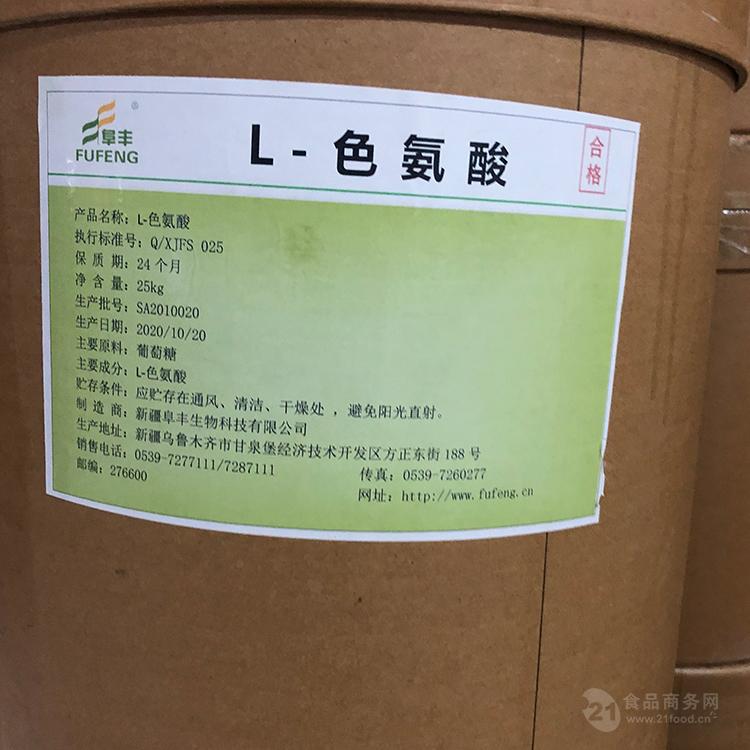 阜丰
®
FUFENG
L-色氨酸
合格
产品名称：L-色氨酸
执行标准号：Q/XJFS 025
保 质 期：24个月
净 含 量：25kg
生产批号：SA2010020
生产日期：2020/10/20
主要原料：葡萄糖
主要成分：L-色氨酸
贮存条件：应贮存在通风、清洁、干燥处，避免阳光直射。
制 造 商：新疆阜丰生物科技有限公司
生产地址：新疆乌鲁木齐市甘泉堡经济技术开发区方正东街188号
销售电话：0539-7277111/7287111
传真：0539-7260277
邮编：276600
网址：http://www.fufeng.cn
21 食品商务网
www.21food.cn